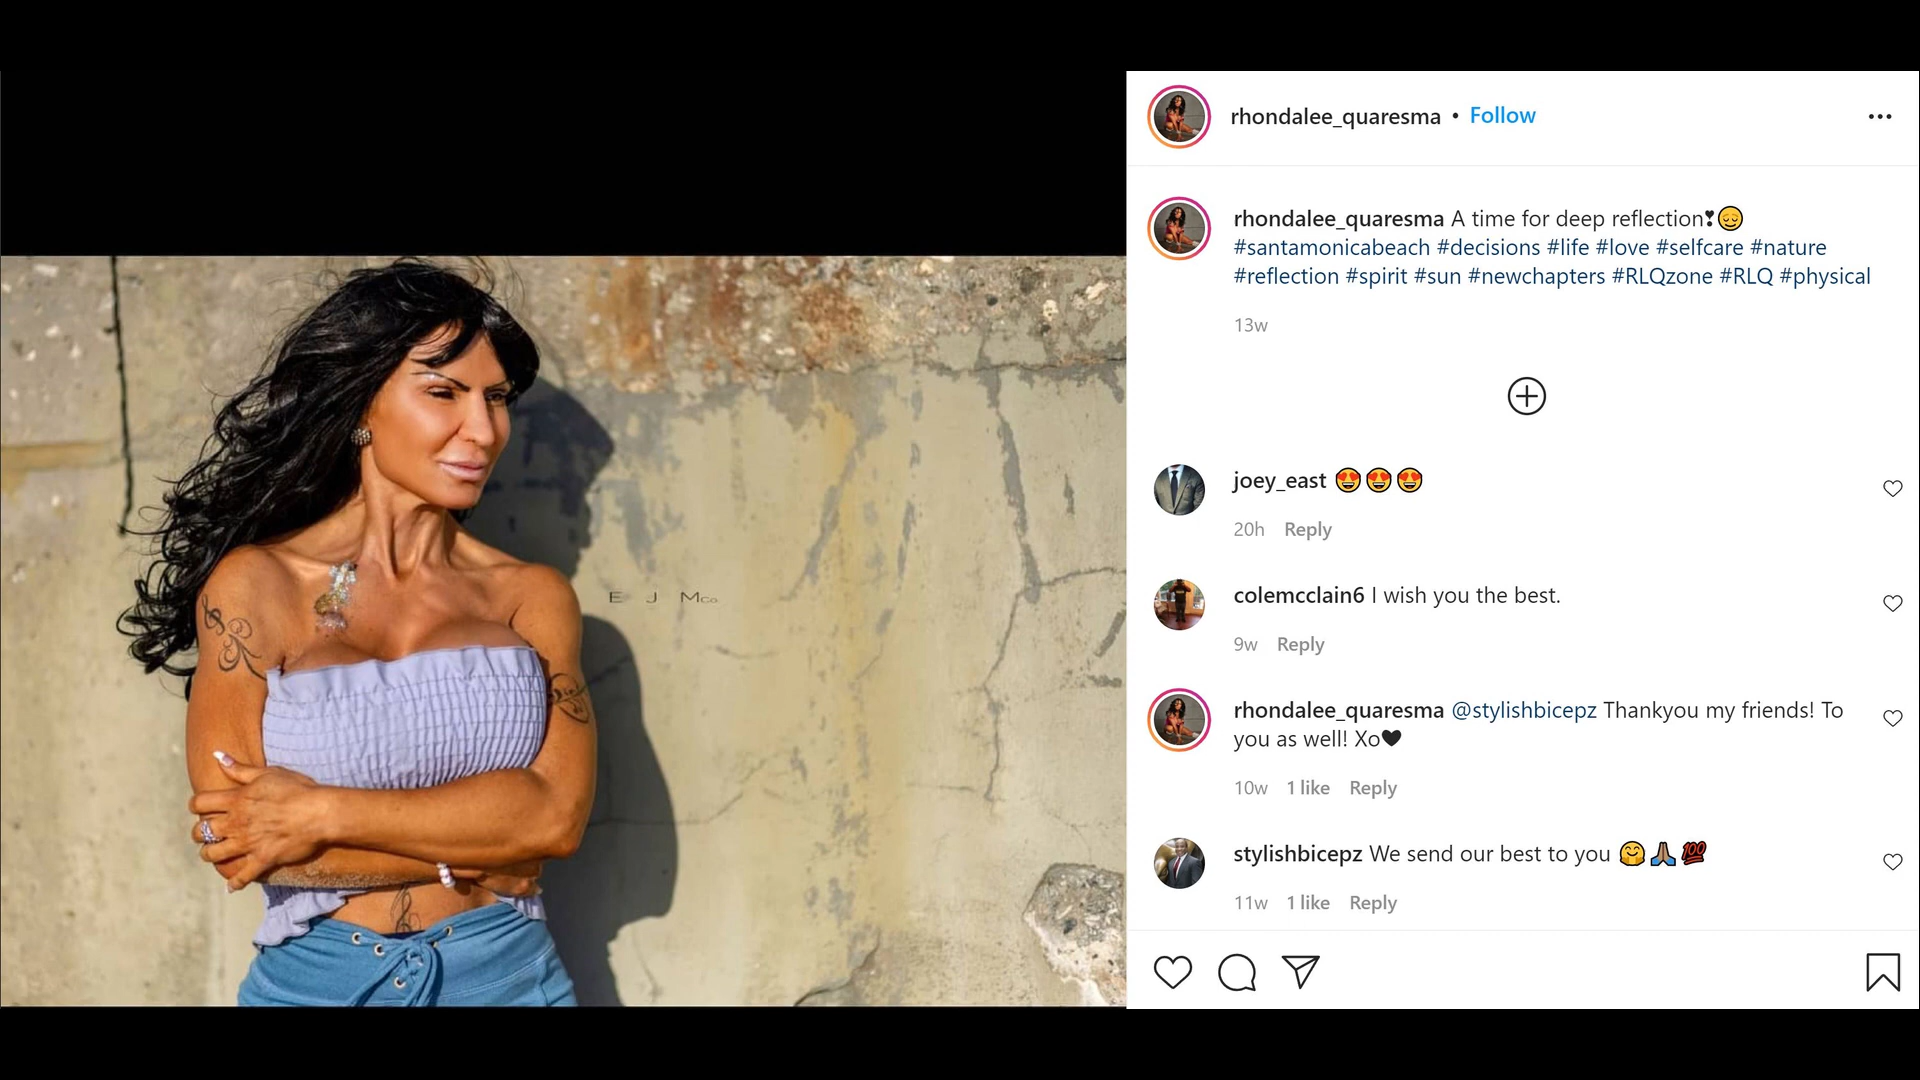 E J MCo.
rhondalee_quaresma • Follow
rhondalee_quaresma A time for deep reflection❣😌
#santamonicabeach #decisions #life #love #selfcare #nature
#reflection #spirit #sun #newchapters #RLQzone #RLQ #physical
13w
joey_east 😍😍😍
20h Reply
colemcclain6 I wish you the best.
9w Reply
rhondalee_quaresma @stylishbicepz Thankyou my friends! To
you as well! Xo🖤
10w 1 like Reply
stylishbicepz We send our best to you 🤗🙏🏾💯
11w 1 like Reply